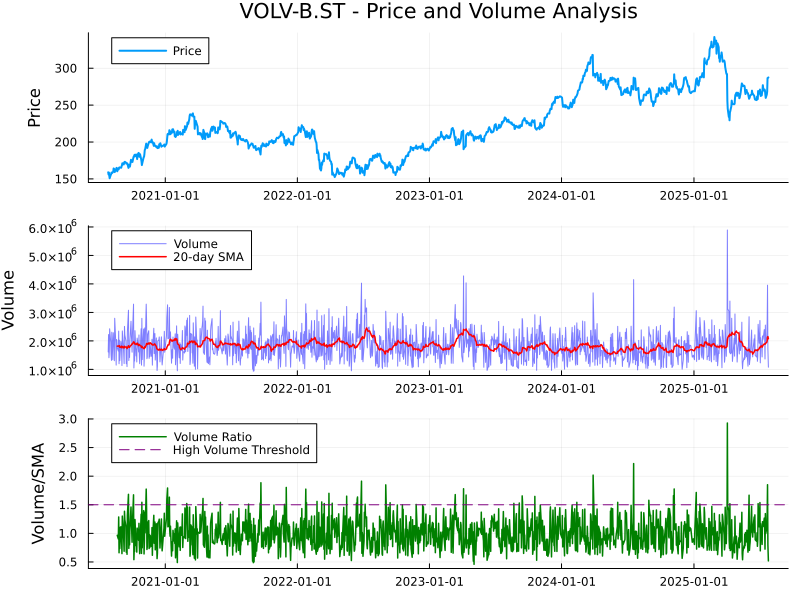 VOLV-B.ST - Price and Volume Analysis
Price
300
250
200
150
Price
2021-01-01 2022-01-01 2023-01-01 2024-01-01 2025-01-01
Volume
6.0×10⁶
5.0×10⁶
4.0×10⁶
3.0×10⁶
2.0×10⁶
1.0×10⁶
Volume
20-day SMA
2021-01-01 2022-01-01 2023-01-01 2024-01-01 2025-01-01
Volume/SMA
3.0
2.5
2.0
1.5
1.0
0.5
Volume Ratio
High Volume Threshold
2021-01-01 2022-01-01 2023-01-01 2024-01-01 2025-01-01